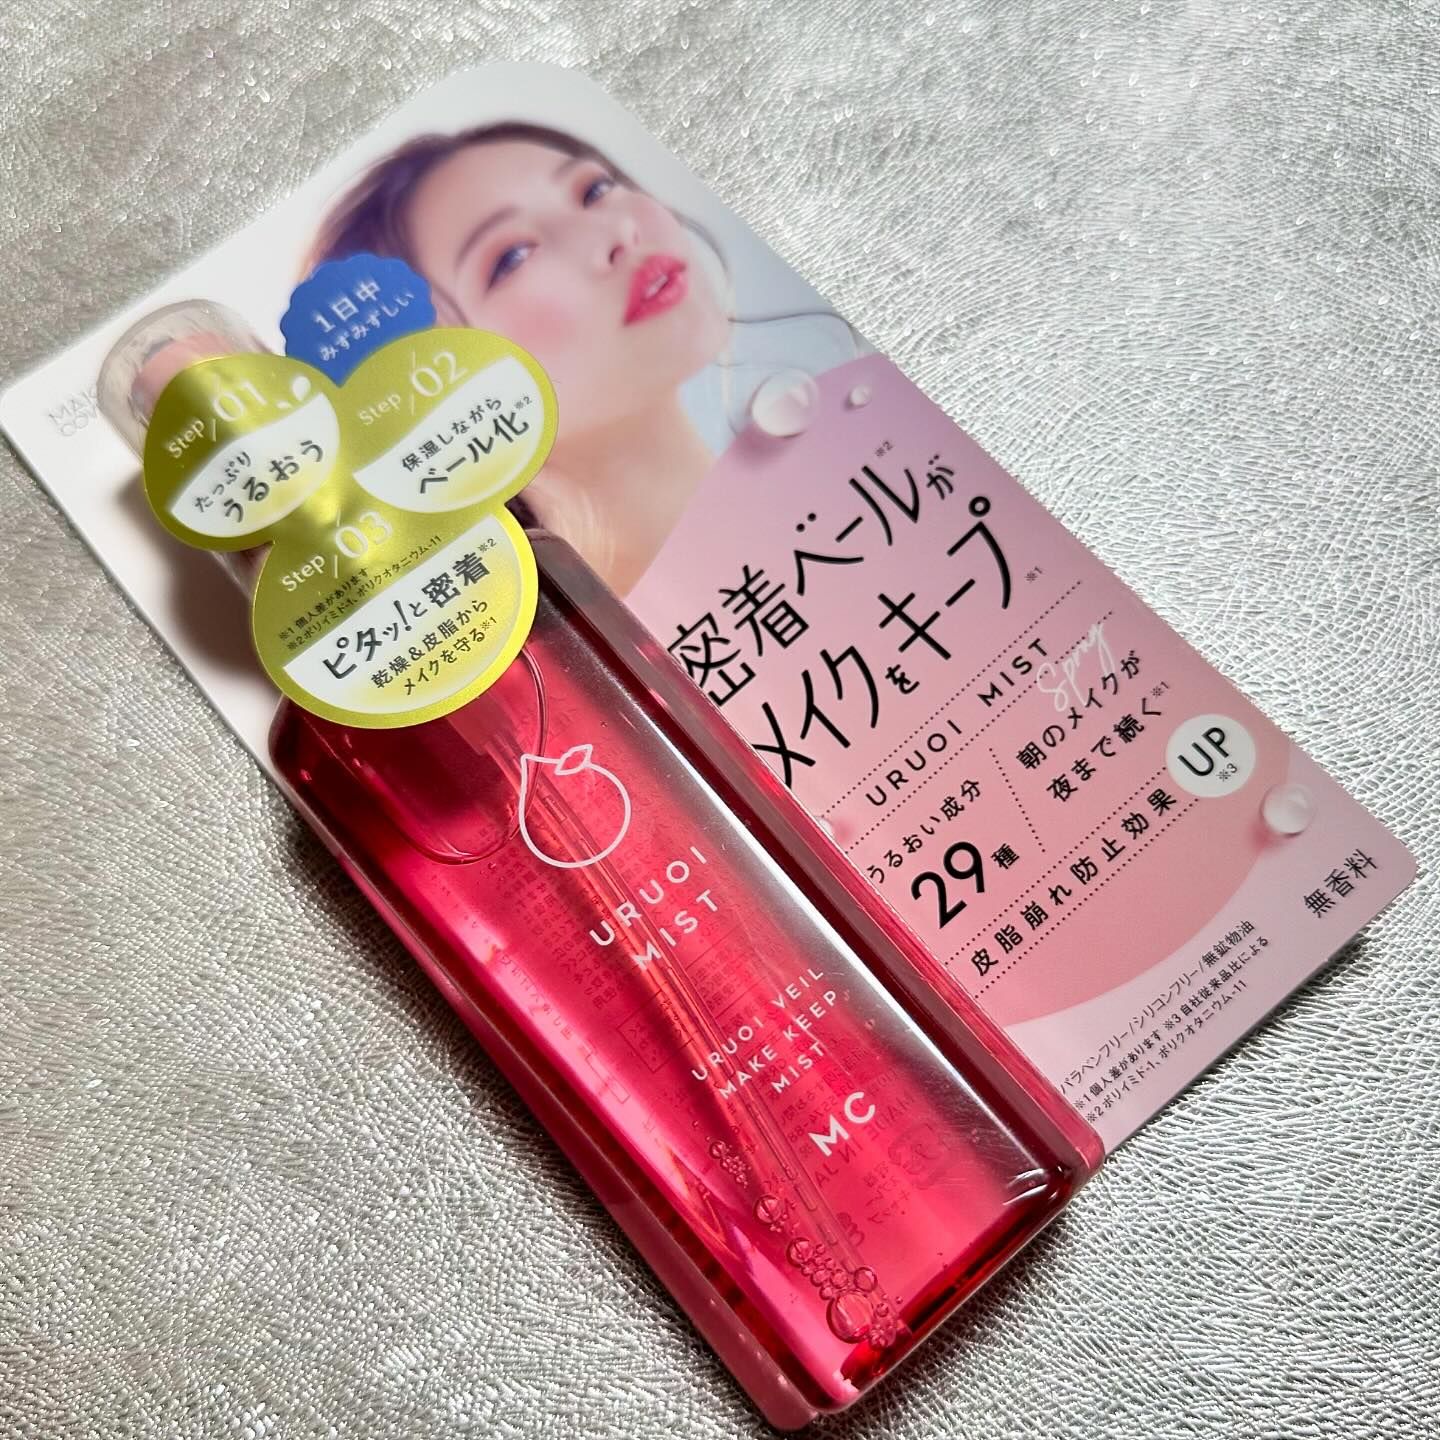 1日中
みずみずしい
Step 01
たっぷり
うるおう
Step 02
保湿しながら
ベール化※2
Step 03
※1 個人差があります
※2 ポリイミド-1、ポリクオタニウム-11
ピタッ!と密着※2
乾燥&皮脂から
メイクを守る※1
密着ベールが※2
メイクをキープ※1
URUOI MIST
Spray
うるおい成分
29種
朝のメイクが
夜まで続く※1
皮脂崩れ防止効果
UP※3
無香料
パラベンフリー/シリコンフリー/無鉱物油
※1 個人差があります ※3 自社従来品比による
※2 ポリイミド-1、ポリクオタニウム-11
URUOI
MIST
URUOI VEIL
MAKE KEEP
MIST
MC